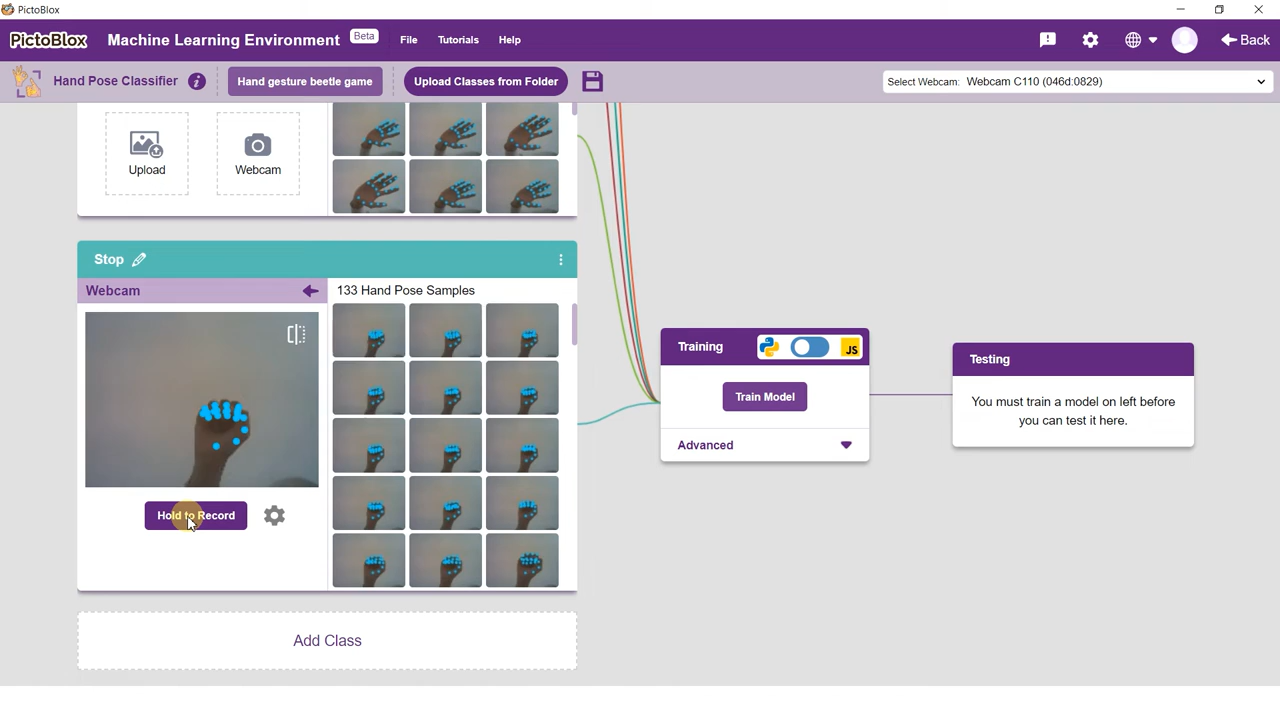 PictoBlox
PictoBlox Machine Learning Environment Beta File Tutorials Help Back
Hand Pose Classifier i Hand gesture beetle game Upload Classes from Folder Select Webcam: Webcam C110 (046d:0829)
Upload Webcam
Stop
Webcam
133 Hand Pose Samples
Hold to Record
Add Class
Training JS
Train Model
Advanced
Testing
You must train a model on left before
you can test it here.